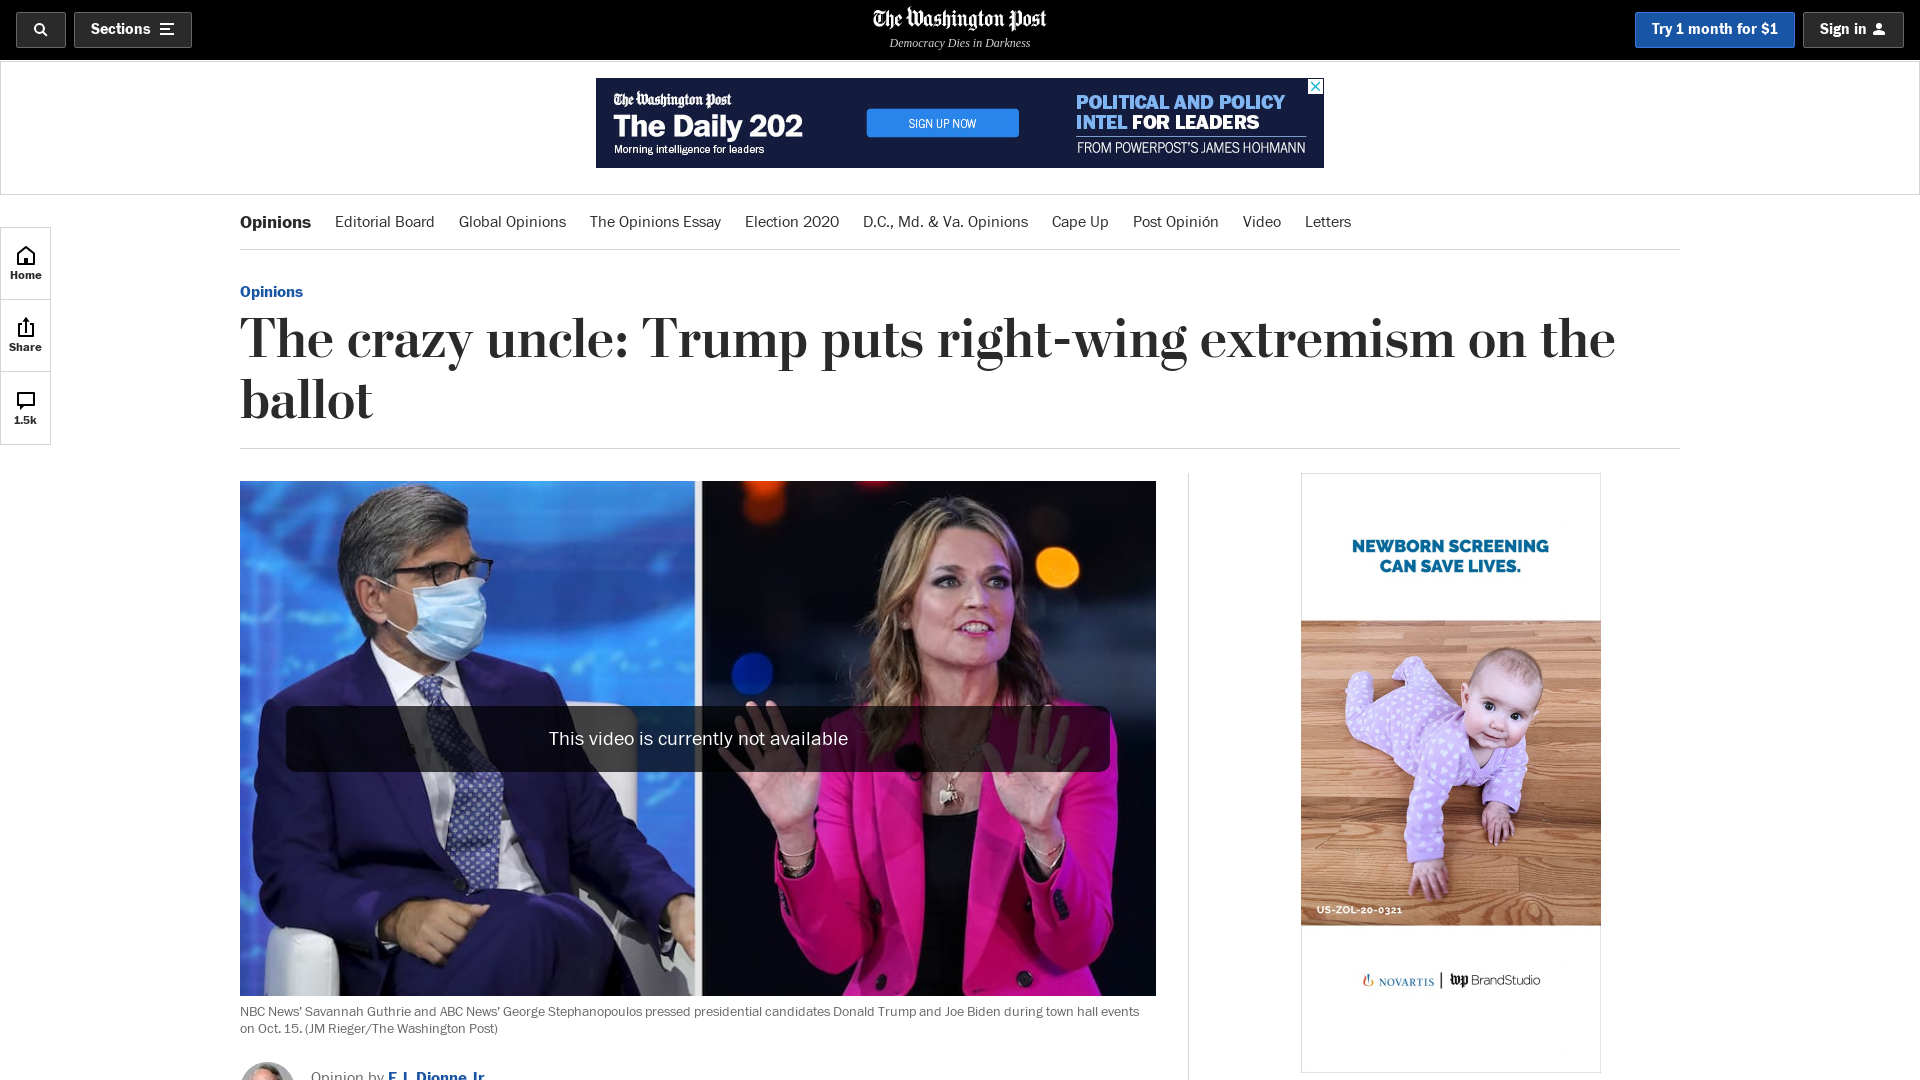 Sections
The Washington Post
Democracy Dies in Darkness
Try 1 month for $1
Sign in
The Washington Post
The Daily 202
Morning intelligence for leaders
SIGN UP NOW
POLITICAL AND POLICY
INTEL FOR LEADERS
FROM POWERPOST'S JAMES HOHMANN
Opinions
Editorial Board
Global Opinions
The Opinions Essay
Election 2020
D.C., Md. & Va. Opinions
Cape Up
Post Opinión
Video
Letters
Home
Share
1.5k
Opinions
The crazy uncle: Trump puts right-wing extremism on the
ballot
This video is currently not available
NBC News' Savannah Guthrie and ABC News' George Stephanopoulos pressed presidential candidates Donald Trump and Joe Biden during town hall events
on Oct. 15. (JM Rieger/The Washington Post)
Opinion by E.J. Dionne Jr.
NEWBORN SCREENING
CAN SAVE LIVES.
US-ZOL-20-0321
NOVARTIS | wp BrandStudio